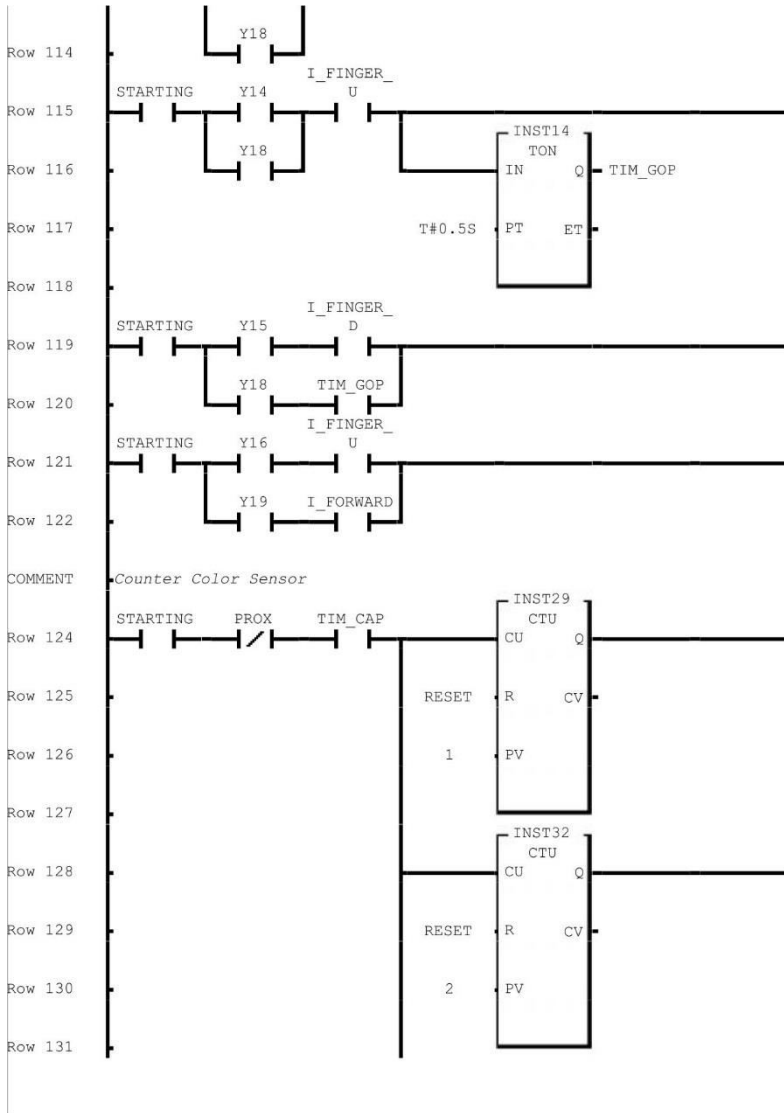 Y18
Row 114
I_FINGER_
STARTING Y14 U
Row 115
INST14
Y18 TON
Row 116 IN Q TIM_GOP
Row 117 T#0.5S PT ET
Row 118
I_FINGER_
STARTING Y15 D
Row 119
Y18 TIM_GOP
Row 120
I_FINGER_
STARTING Y16 U
Row 121
Y19 I_FORWARD
Row 122
COMMENT Counter Color Sensor
INST29
STARTING PROX TIM_CAP CTU
Row 124 CU Q
Row 125 RESET R CV
Row 126 1 PV
Row 127
INST32
CTU
Row 128 CU Q
Row 129 RESET R CV
Row 130 2 PV
Row 131